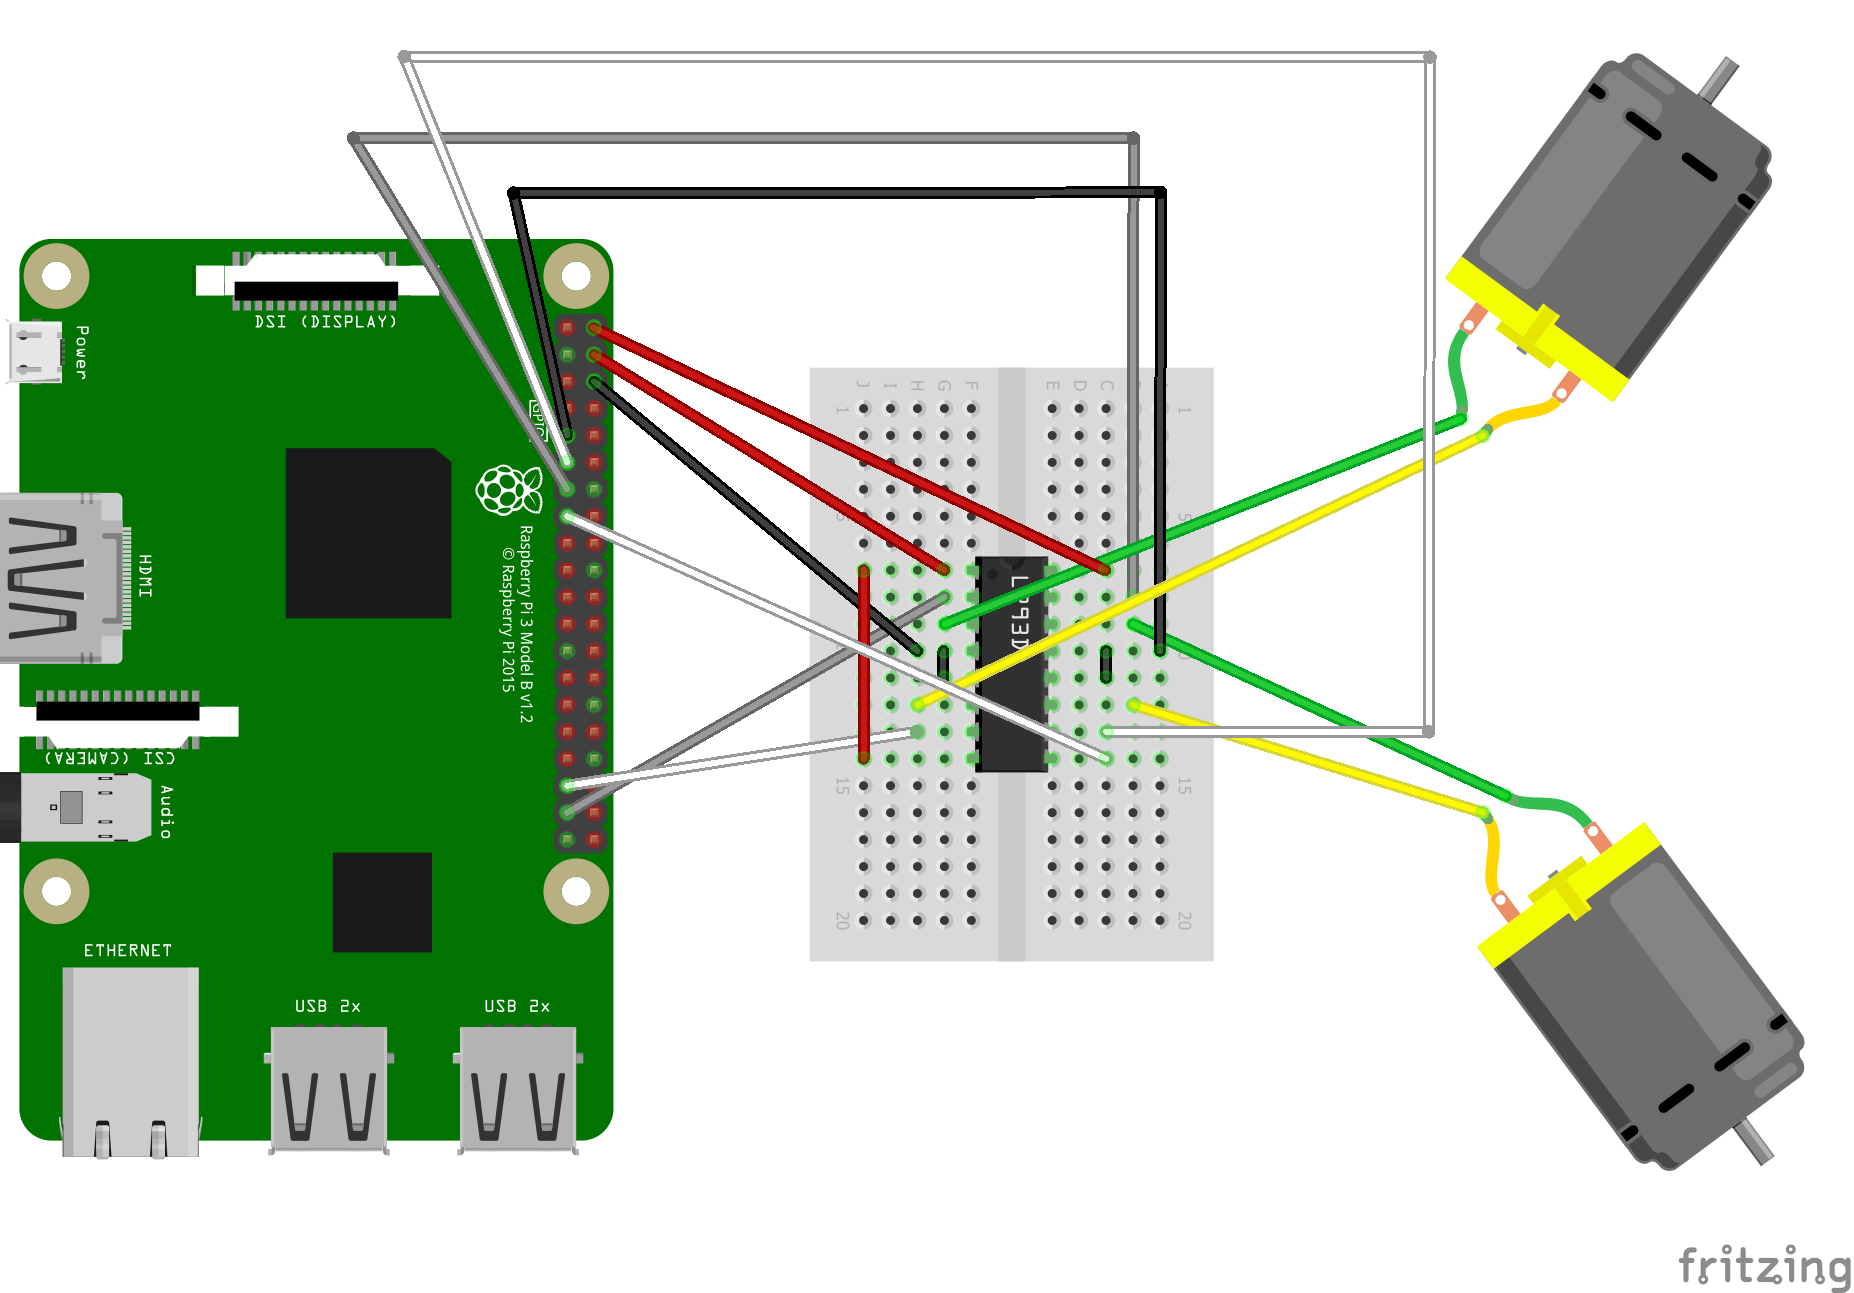 DSI (DISPLAY)
Power
HDMI
GPIO
Raspberry Pi 3 Model B v1.2
© Raspberry Pi 2015
CSI (CAMERA)
Audio
ETHERNET
USB 2x
USB 2x
J I H G F E D C
1 1
5
15 15
20 20
L293D
fritzing